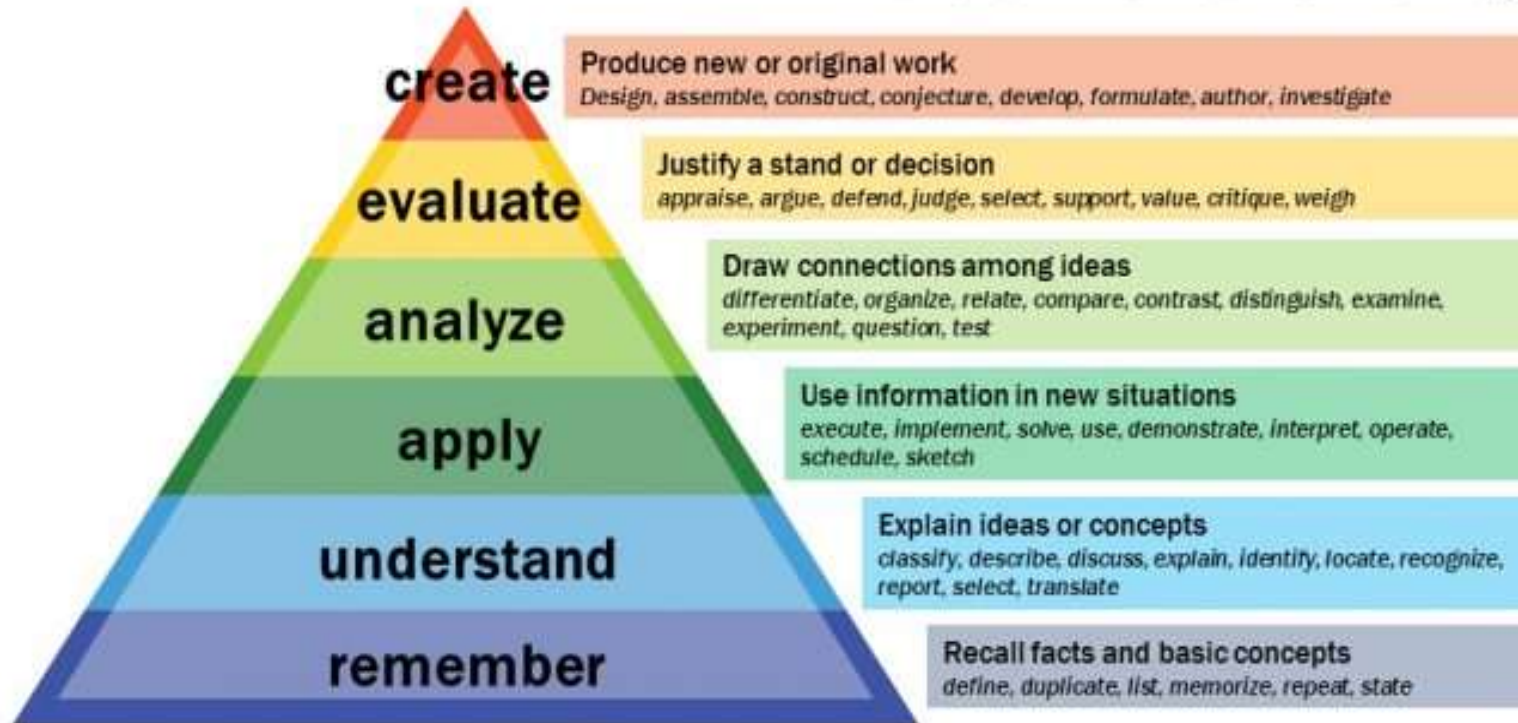 create
Produce new or original work
Design, assemble, construct, conjecture, develop, formulate, author, investigate
evaluate
Justify a stand or decision
appraise, argue, defend, judge, select, support, value, critique, weigh
analyze
Draw connections among ideas
differentiate, organize, relate, compare, contrast, distinguish, examine,
experiment, question, test
apply
Use information in new situations
execute, implement, solve, use, demonstrate, interpret, operate,
schedule, sketch
understand
Explain ideas or concepts
classify, describe, discuss, explain, identify, locate, recognize,
report, select, translate
remember
Recall facts and basic concepts
define, duplicate, list, memorize, repeat, state